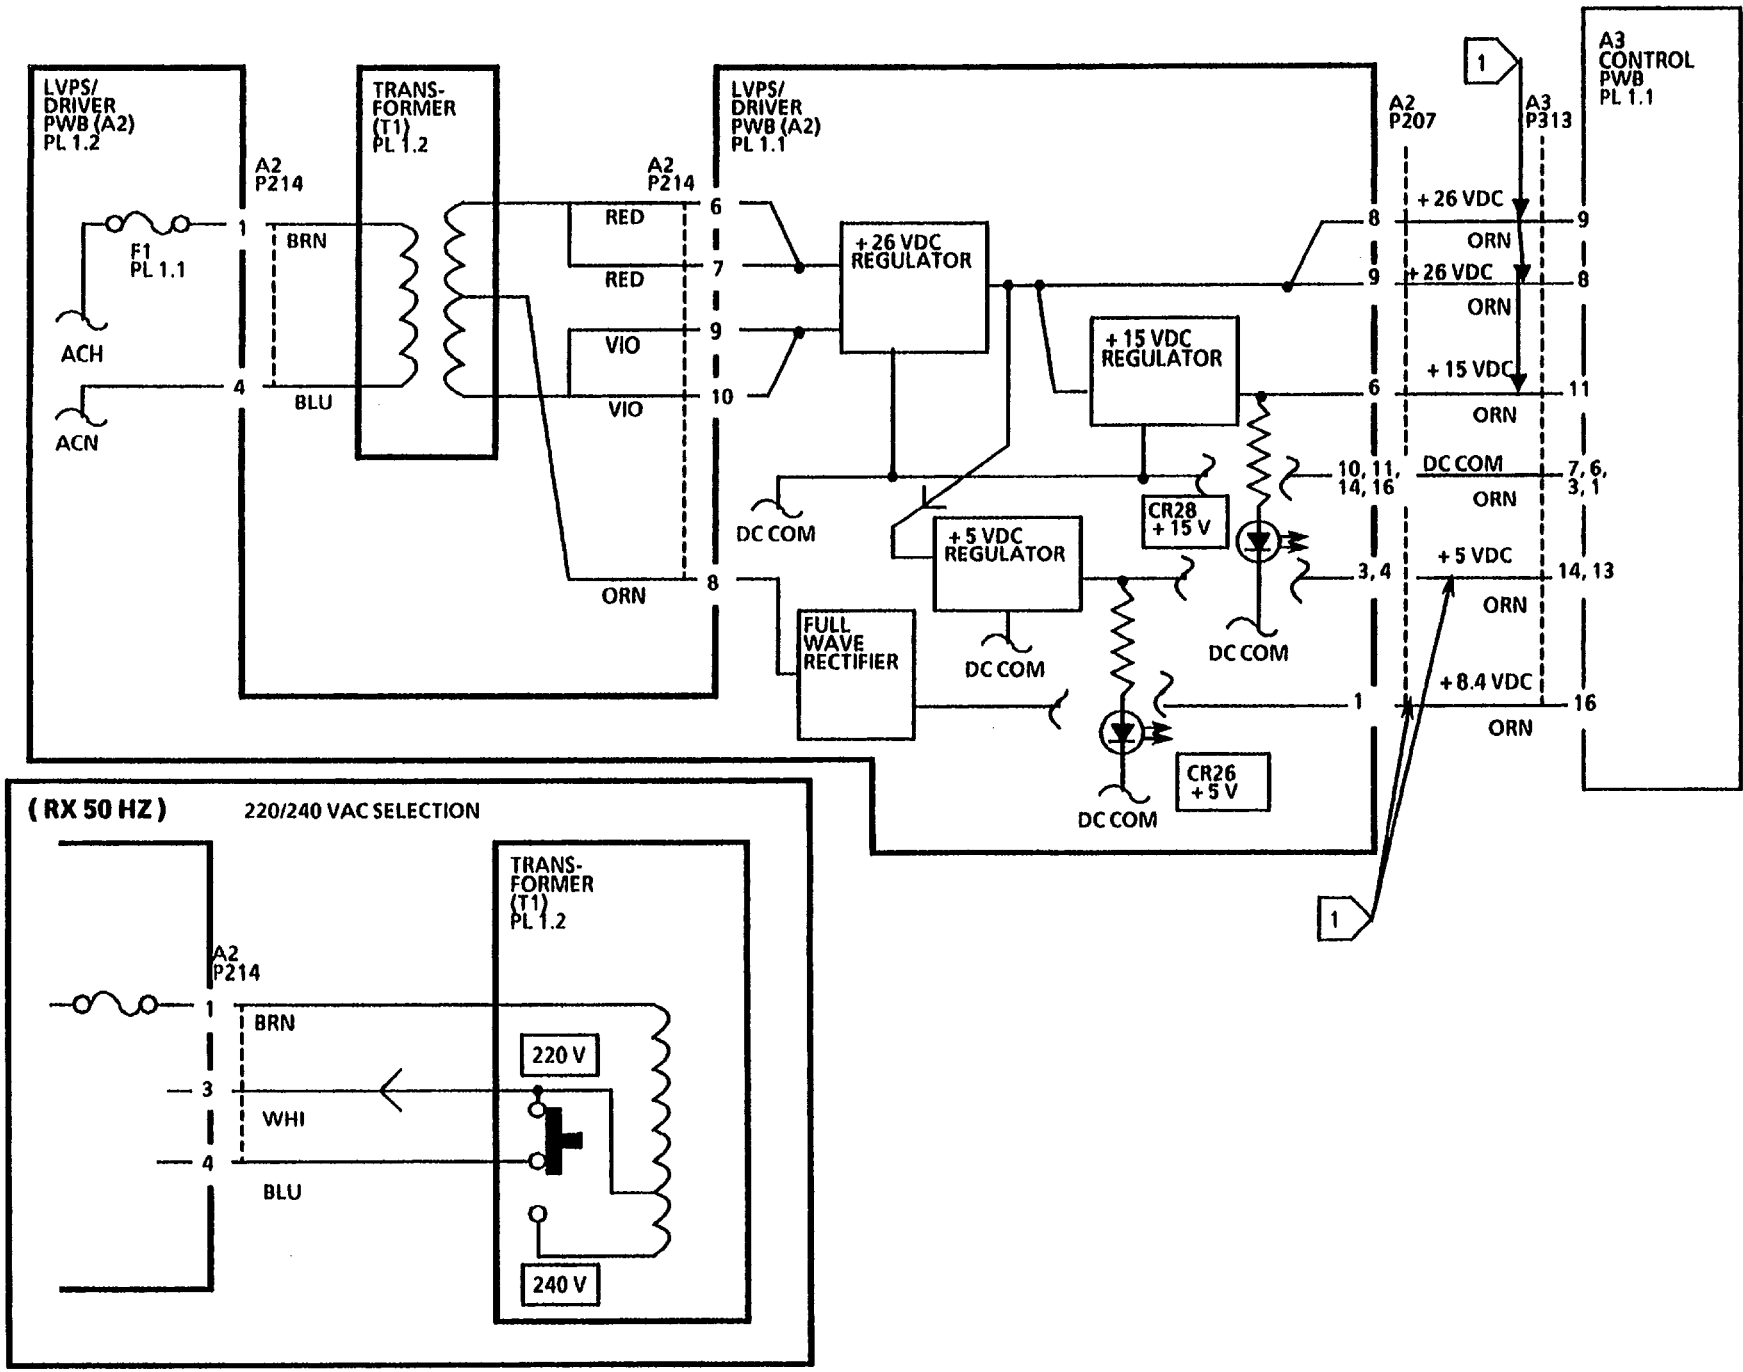 LVPS/
DRIVER
PWB (A2)
PL 1.2
TRANS-
FORMER
(T1)
PL 1.2
LVPS/
DRIVER
PWB (A2)
PL 1.1
A3
CONTROL
PWB
PL 1.1
1
A2
P207
A3
P313
A2
P214
A2
P214
1
BRN
F1
PL 1.1
ACH
4
BLU
ACN
RED
6
RED
7
VIO
9
VIO
10
ORN
8
+ 26 VDC
REGULATOR
+ 15 VDC
REGULATOR
DC COM
+ 5 VDC
REGULATOR
DC COM
FULL
WAVE
RECTIFIER
CR28
+ 15 V
DC COM
CR26
+ 5 V
DC COM
8
+ 26 VDC
ORN
9
9
+ 26 VDC
ORN
8
6
+ 15 VDC
ORN
11
10, 11,
14, 16
DC COM
ORN
7, 6,
3, 1
3, 4
+ 5 VDC
ORN
14, 13
1
+8.4 VDC
ORN
16
1
( RX 50 HZ )
220/240 VAC SELECTION
TRANS-
FORMER
(T1)
PL 1.2
A2
P214
1
BRN
220 V
3
WHI
4
BLU
240 V